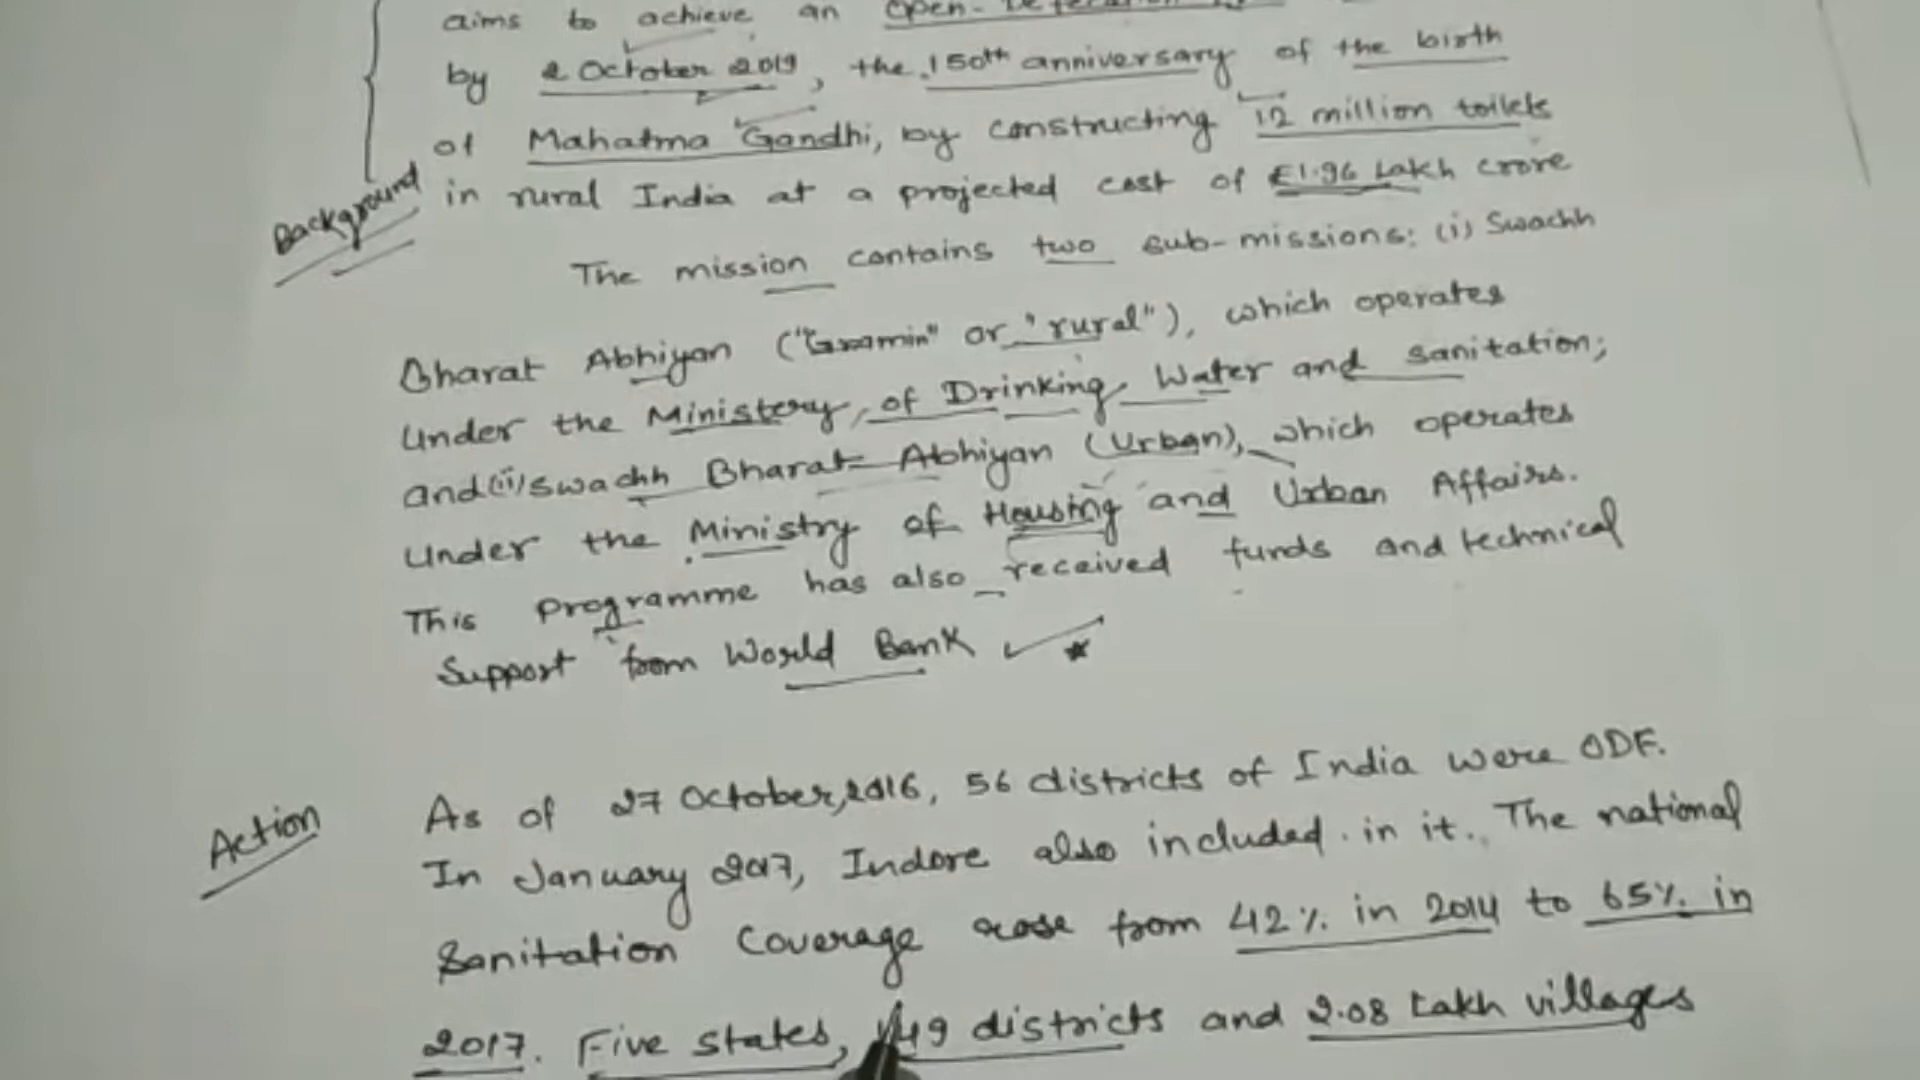 aims to achieve an open-Defecation
by 2 October 2019, the 150th anniversary of the birth
of Mahatma Gandhi, by constructing 12 million toilets
Background
in rural India at a projected cost of ₤1.96 Lakh crore
The mission contains two sub-missions: (i) Swachh
Bharat Abhiyan ("Gramin" or "rural"), which operates
Under the Ministery, of Drinking Water and sanitation;
and (ii) swachh Bharat Abhiyan (Urban), which operates
Under the Ministry of Housing and Urban Affairs.
This programme has also received funds and technical
Support from World Bank
Action
As of 27 October, 2016, 56 districts of India were ODF.
In January 2017, Indore also included in it. The national
Sanitation Coverage rose from 42% in 2014 to 65% in
2017. Five states, 149 districts and 2.08 Lakh villages